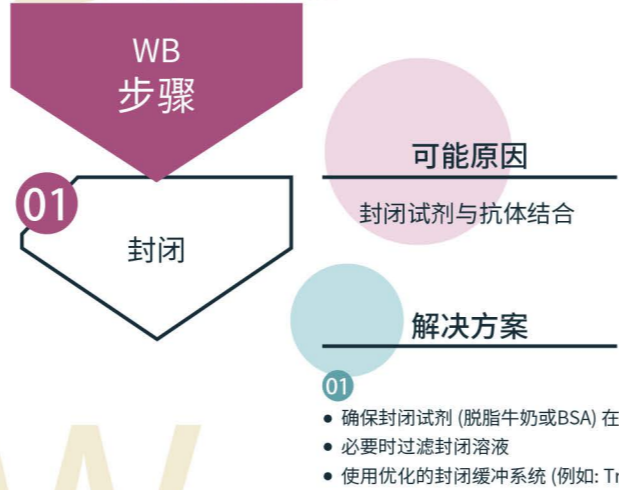 WB
步骤
01
封闭
可能原因
封闭试剂与抗体结合
解决方案
01
• 确保封闭试剂 (脱脂牛奶或BSA) 在
• 必要时过滤封闭溶液
• 使用优化的封闭缓冲系统 (例如: Tr
W